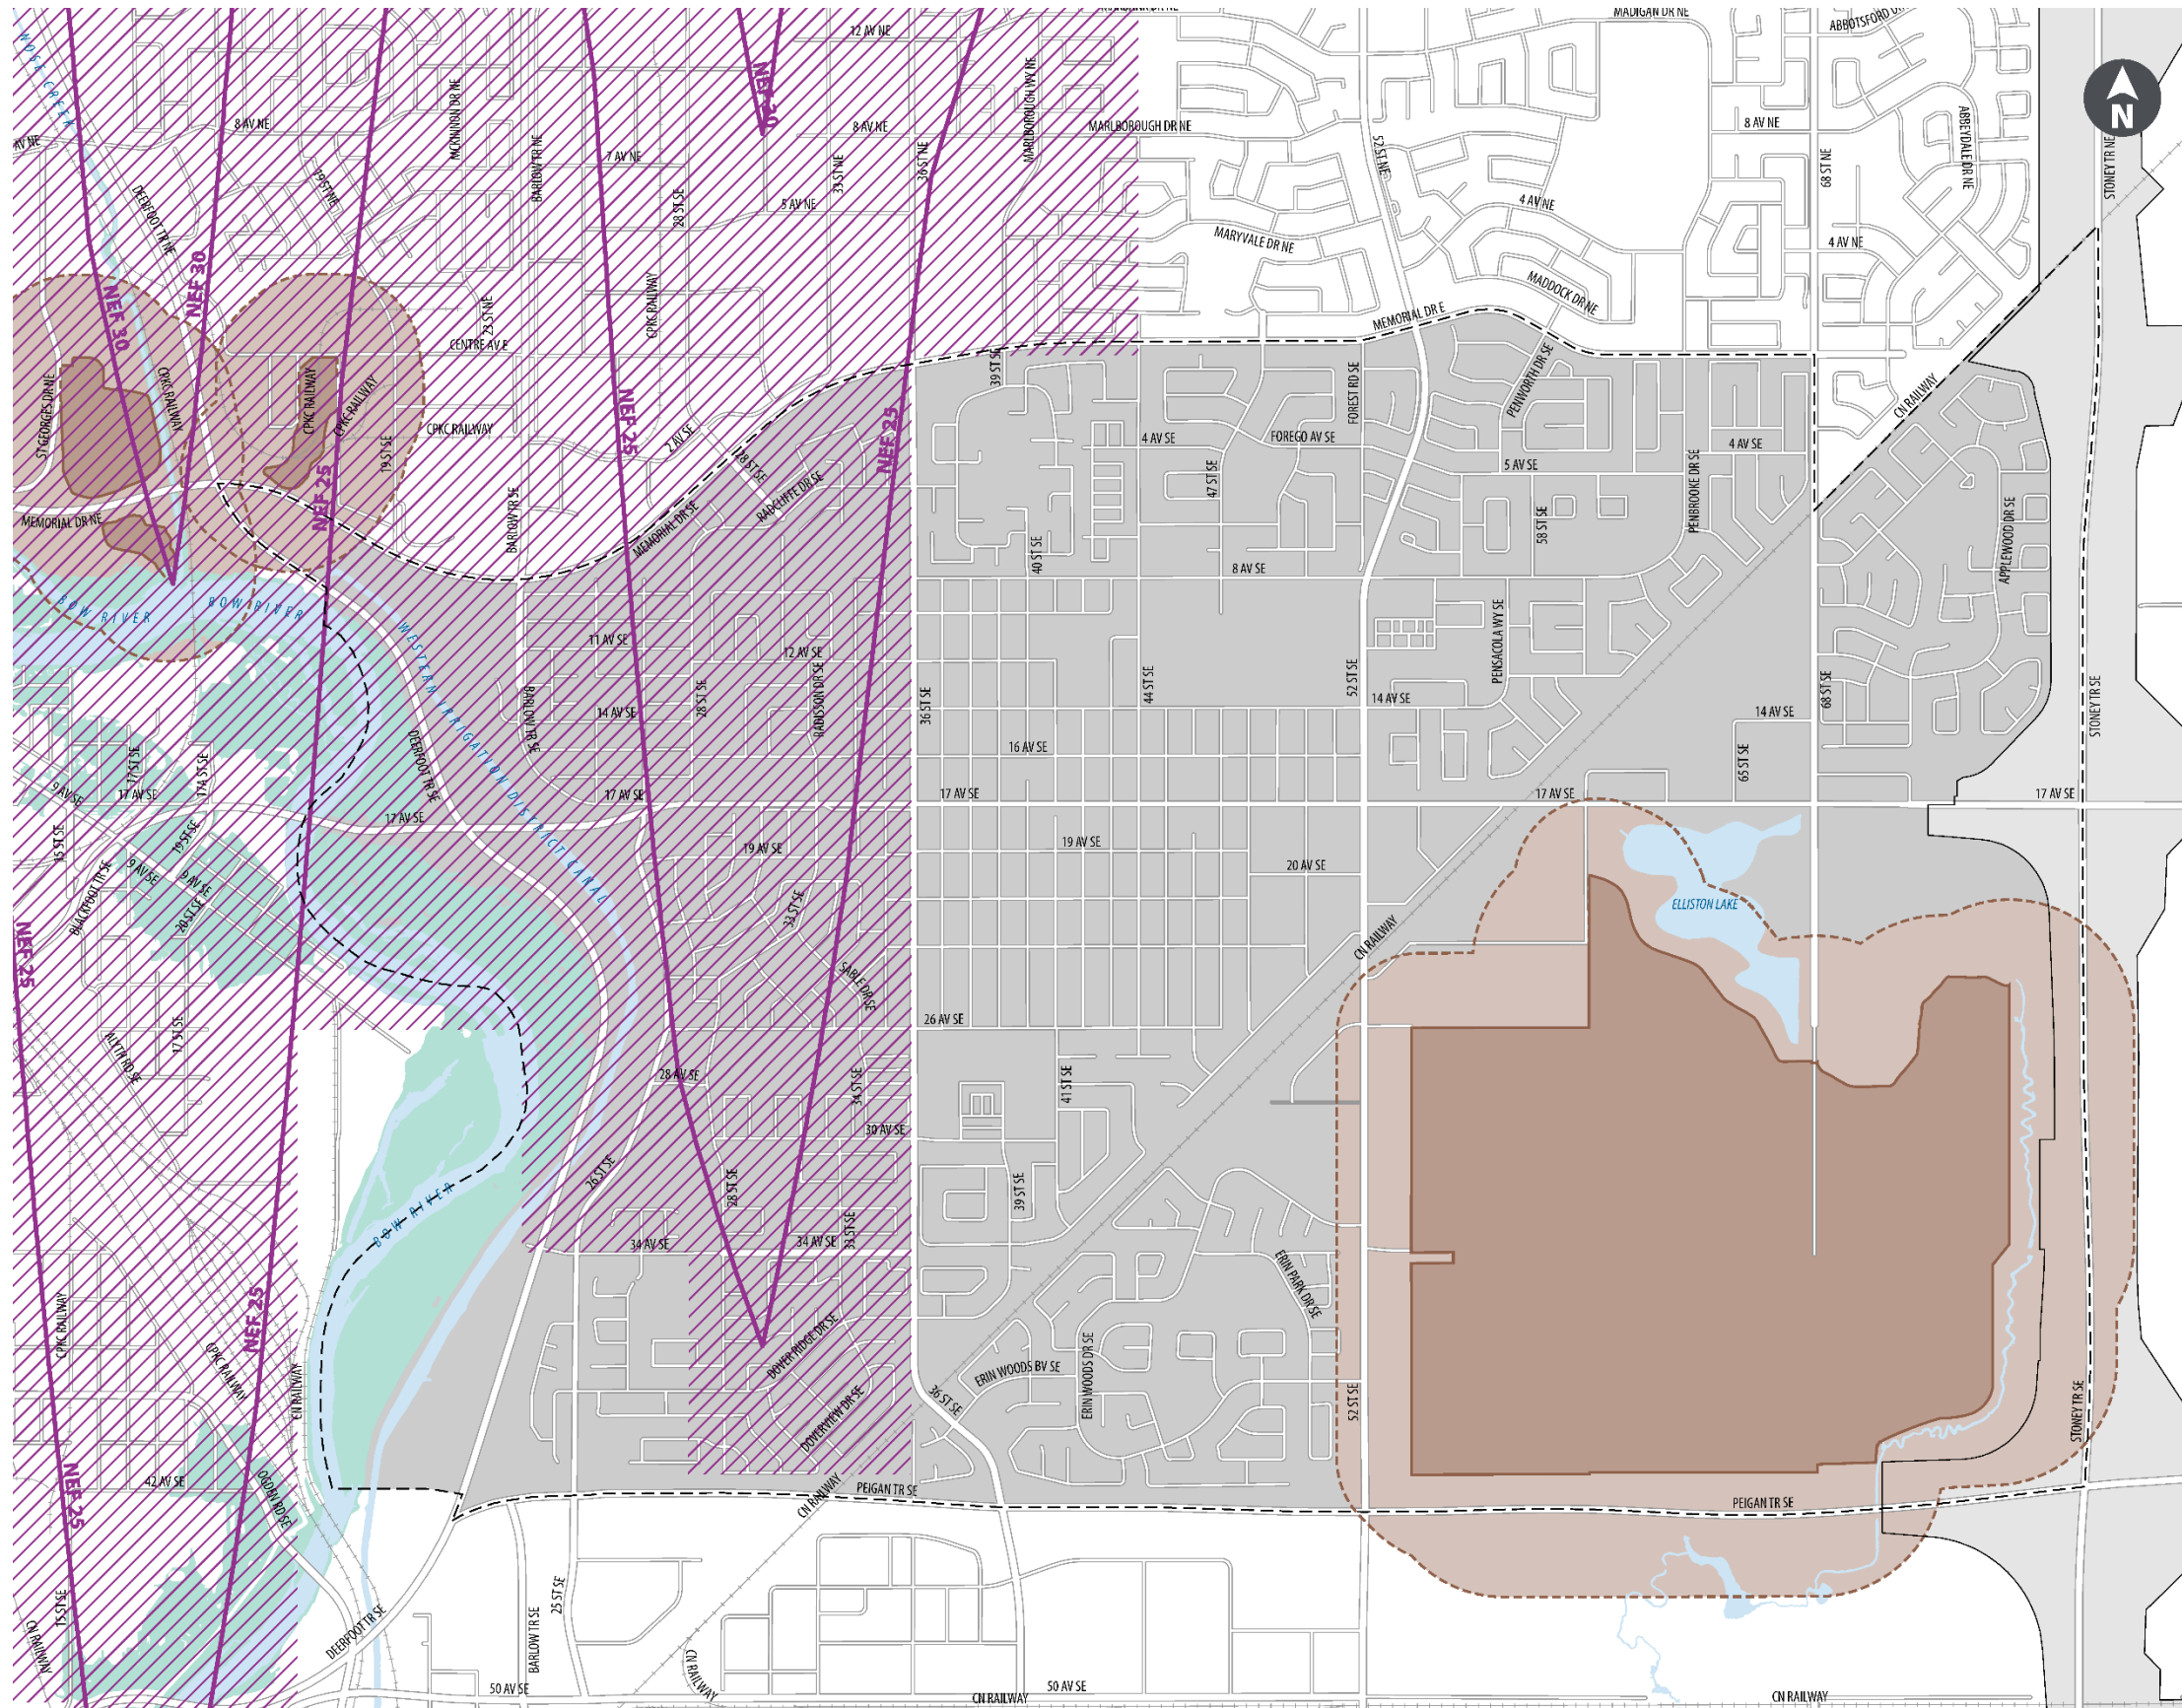 MADIGAN DR NE
12 AV NE
NOSE CREEK
NEF 30
N
8 AV NE
MCKINNON DR NE
BARLOW TR NE
8 AV NE
MARLBOROUGH WY NE
MARLBOROUGH DR NE
52 ST NE
8 AV NE
68 ST NE
ABBEYDALE DR NE
STONEY TR NE
AV NE
7 AV NE
33 ST NE
36 ST NE
DEERFOOT TR NE
19 ST NE
28 ST SE
5 AV NE
4 AV NE
MARYVALE DR NE
4 AV NE
NEF 30
NEF 30
CPKC RAILWAY
23 ST NE
MADDOCK DR NE
MEMORIAL DR E
CENTRE AV E
39 ST SE
ST GEORGES DR NE
CPKC RAILWAY
CPKC RAILWAY
CPKC RAILWAY
NEF 25
NEF 25
FOREST RD SE
PENWORTH DR SE
CN RAILWAY
19 ST SE
CPKC RAILWAY
2 AV SE
28 ST SE
4 AV SE
FOREGO AV SE
4 AV SE
5 AV SE
47 ST SE
PENBROOKE DR SE
RADCLIFFE DR SE
NEF 25
MEMORIAL DR NE
BARLOW TR SE
MEMORIAL DR SE
40 ST SE
58 ST SE
APPLEWOOD DR SE
8 AV SE
BOW RIVER
BOW RIVER
WESTERN IRRIGATION DISTRICT CANAL
11 AV SE
12 AV SE
PENSACOLA WY SE
RADISSON DR SE
28 ST SE
36 ST SE
44 ST SE
52 ST SE
14 AV SE
68 ST SE
STONEY TR SE
BARLOW TR SE
14 AV SE
14 AV SE
16 AV SE
65 ST SE
17 ST SE
17A ST SE
DEERFOOT TR SE
9 AV SE
17 AV SE
17 AV SE
17 AV SE
17 AV SE
17 AV SE
17 AV SE
15 ST SE
19 ST SE
19 AV SE
19 AV SE
20 AV SE
9 AV SE
9 AV SE
BLACKFOOT TR SE
20 ST SE
33 ST SE
ELLISTON LAKE
NEF 25
CN RAILWAY
SABLE DR SE
26 AV SE
ALYTH RD SE
17 ST SE
28 AV SE
34 ST SE
41 ST SE
30 AV SE
26 ST SE
28 ST SE
39 ST SE
BOW RIVER
34 AV SE
34 AV SE
33 ST SE
ERIN PARK DR SE
NEF 25
CPKC RAILWAY
CPKC RAILWAY
CN RAILWAY
DOVER RIDGE DR SE
ERIN WOODS BV SE
ERIN WOODS DR SE
36 ST SE
52 ST SE
STONEY TR SE
DOVERVIEW DR SE
NEF 25
42 AV SE
OGDEN RD SE
CN RAILWAY
PEIGAN TR SE
PEIGAN TR SE
15 ST SE
25 ST SE
CN RAILWAY
DEERFOOT TR SE
BARLOW TR SE
CN RAILWAY
50 AV SE
50 AV SE
CN RAILWAY
CN RAILWAY